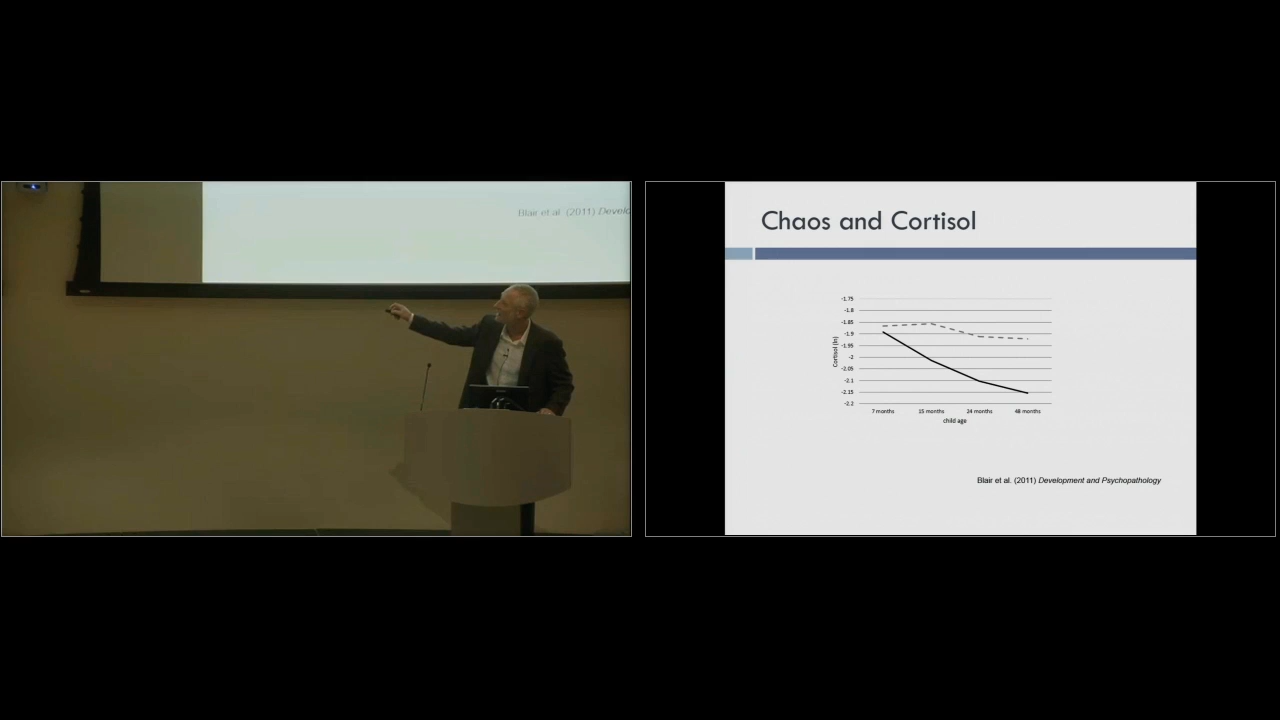 Blair et al. (2011) Develo
Chaos and Cortisol
-1.75
-1.8
-1.85
-1.9
-1.95
-2
-2.05
-2.1
-2.15
-2.2
Cortisol (ln)
7 months 15 months 24 months 48 months
child age
Blair et al. (2011) Development and Psychopathology